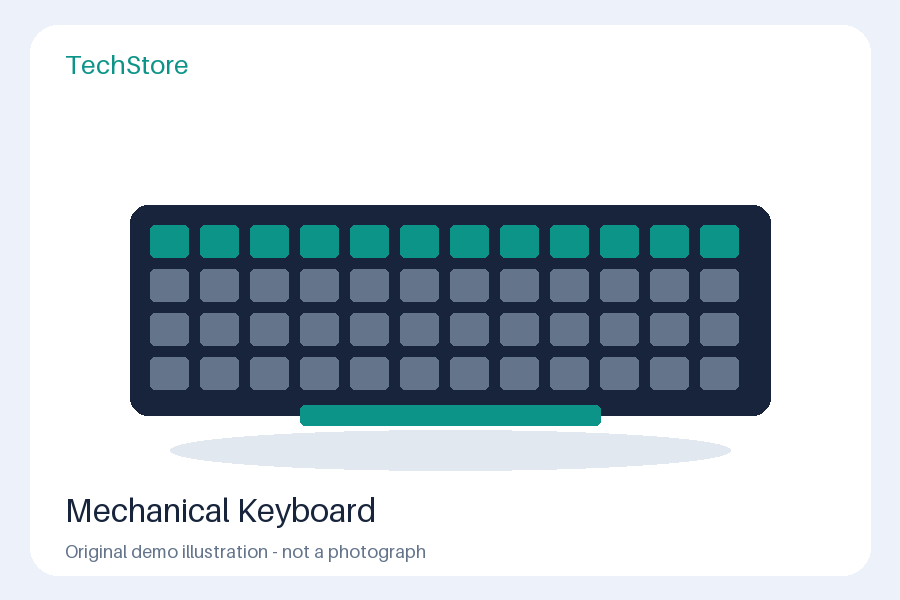 TechStore
Mechanical Keyboard
Original demo illustration - not a photograph